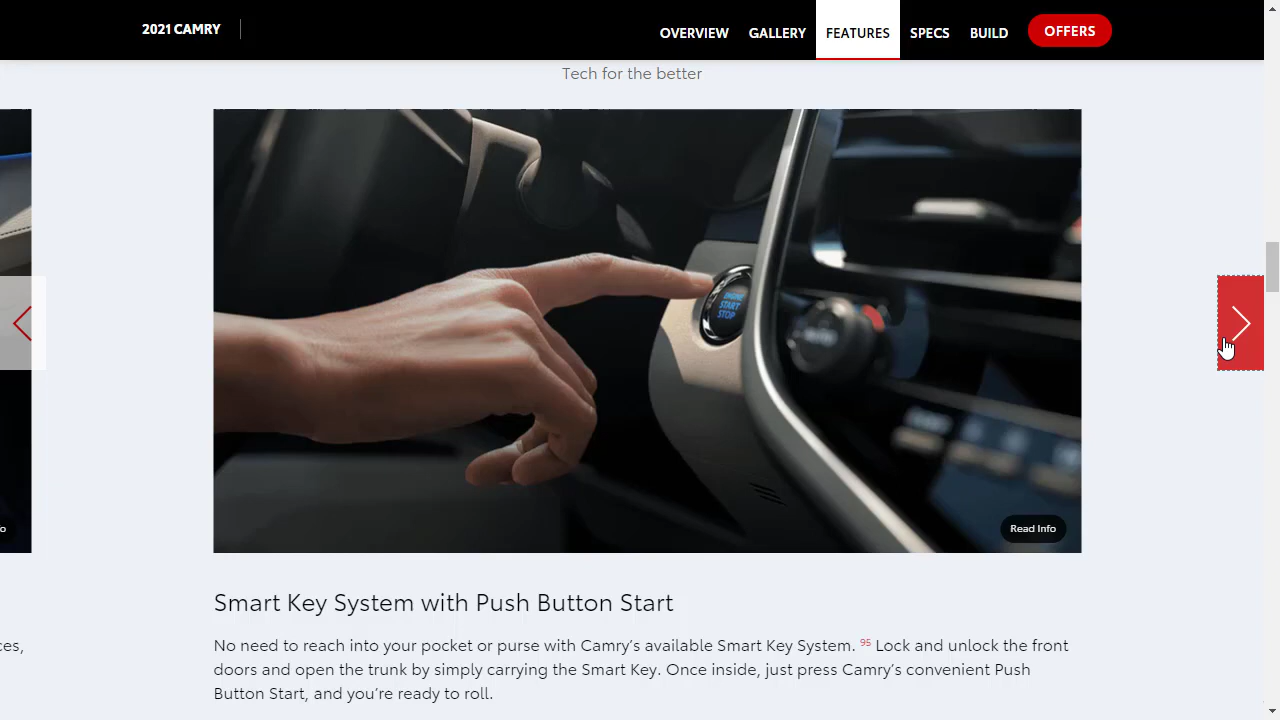 2021 CAMRY
OVERVIEW GALLERY FEATURES SPECS BUILD OFFERS
Tech for the better
ENGINE
START
STOP
Read Info
Smart Key System with Push Button Start
No need to reach into your pocket or purse with Camry's available Smart Key System. 95 Lock and unlock the front
doors and open the trunk by simply carrying the Smart Key. Once inside, just press Camry's convenient Push
Button Start, and you're ready to roll.